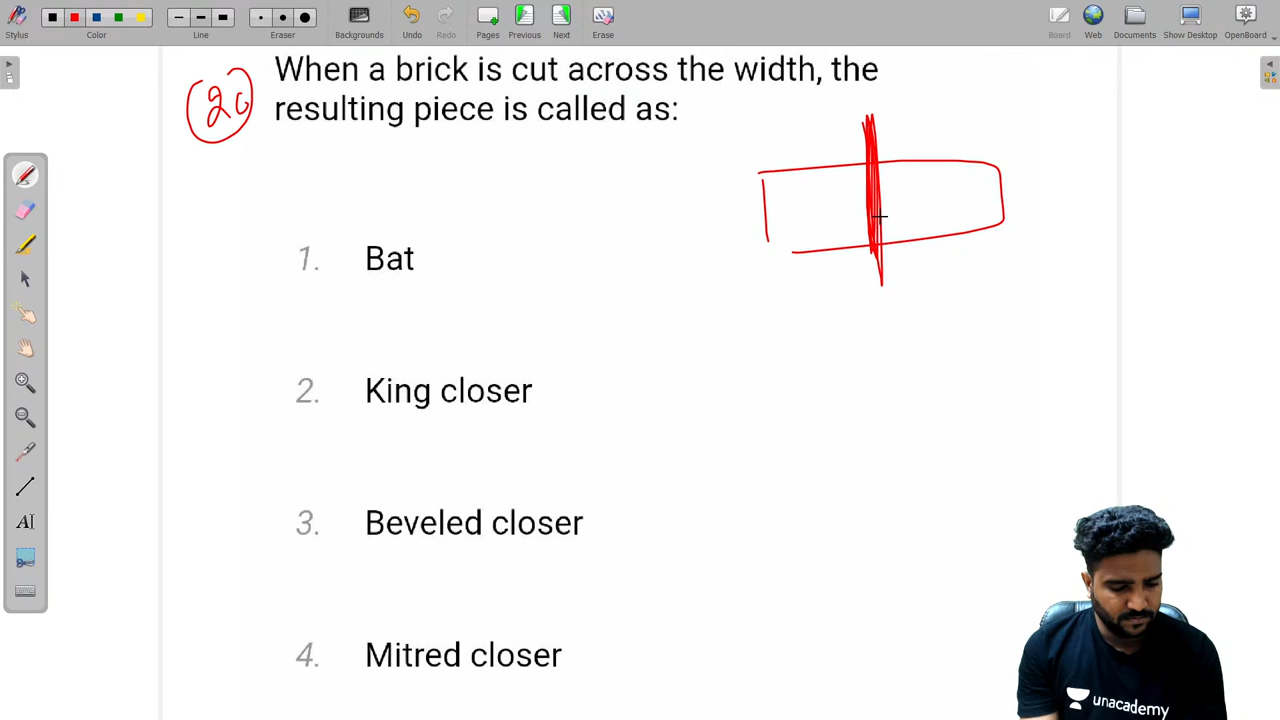 Color
Line
Eraser
Stylus
Backgrounds
Undo
Redo
Pages
Previous
Next
Erase
Board
Web
Documents
Show Desktop
OpenBoard
20
When a brick is cut across the width, the
resulting piece is called as:
1. Bat
2. King closer
3. Beveled closer
4. Mitred closer
AI
unacademy